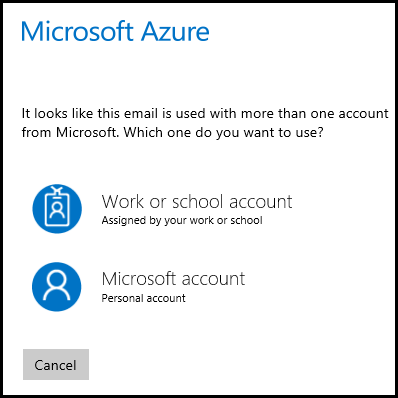 Microsoft Azure
It looks like this email is used with more than one account
from Microsoft. Which one do you want to use?
Work or school account
Assigned by your work or school
Microsoft account
Personal account
Cancel